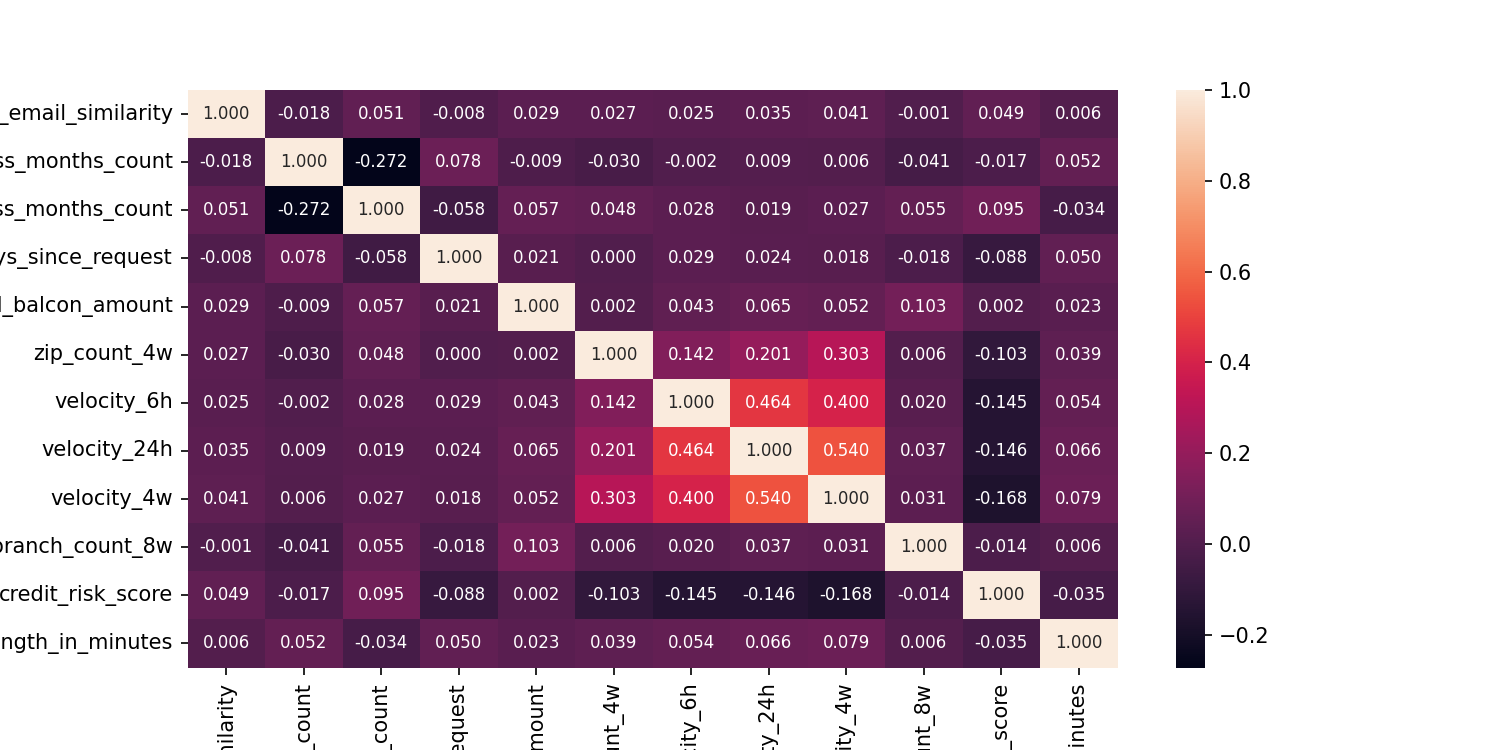 _email_similarity 1.000 -0.018 0.051 -0.008 0.029 0.027 0.025 0.035 0.041 -0.001 0.049 0.006
ss_months_count -0.018 1.000 -0.272 0.078 -0.009 -0.030 -0.002 0.009 0.006 -0.041 -0.017 0.052
ss_months_count 0.051 -0.272 1.000 -0.058 0.057 0.048 0.028 0.019 0.027 0.055 0.095 -0.034
ys_since_request -0.008 0.078 -0.058 1.000 0.021 0.000 0.029 0.024 0.018 -0.018 -0.088 0.050
d_balcon_amount 0.029 -0.009 0.057 0.021 1.000 0.002 0.043 0.065 0.052 0.103 0.002 0.023
zip_count_4w 0.027 -0.030 0.048 0.000 0.002 1.000 0.142 0.201 0.303 0.006 -0.103 0.039
velocity_6h 0.025 -0.002 0.028 0.029 0.043 0.142 1.000 0.464 0.400 0.020 -0.145 0.054
velocity_24h 0.035 0.009 0.019 0.024 0.065 0.201 0.464 1.000 0.540 0.037 -0.146 0.066
velocity_4w 0.041 0.006 0.027 0.018 0.052 0.303 0.400 0.540 1.000 0.031 -0.168 0.079
branch_count_8w -0.001 -0.041 0.055 -0.018 0.103 0.006 0.020 0.037 0.031 1.000 -0.014 0.006
credit_risk_score 0.049 -0.017 0.095 -0.088 0.002 -0.103 -0.145 -0.146 -0.168 -0.014 1.000 -0.035
ngth_in_minutes 0.006 0.052 -0.034 0.050 0.023 0.039 0.054 0.066 0.079 0.006 -0.035 1.000
nilarity
_count
_count
equest
mount
unt_4w
city_6h
ty_24h
ity_4w
unt_8w
_score
inutes
1.0
0.8
0.6
0.4
0.2
0.0
−0.2